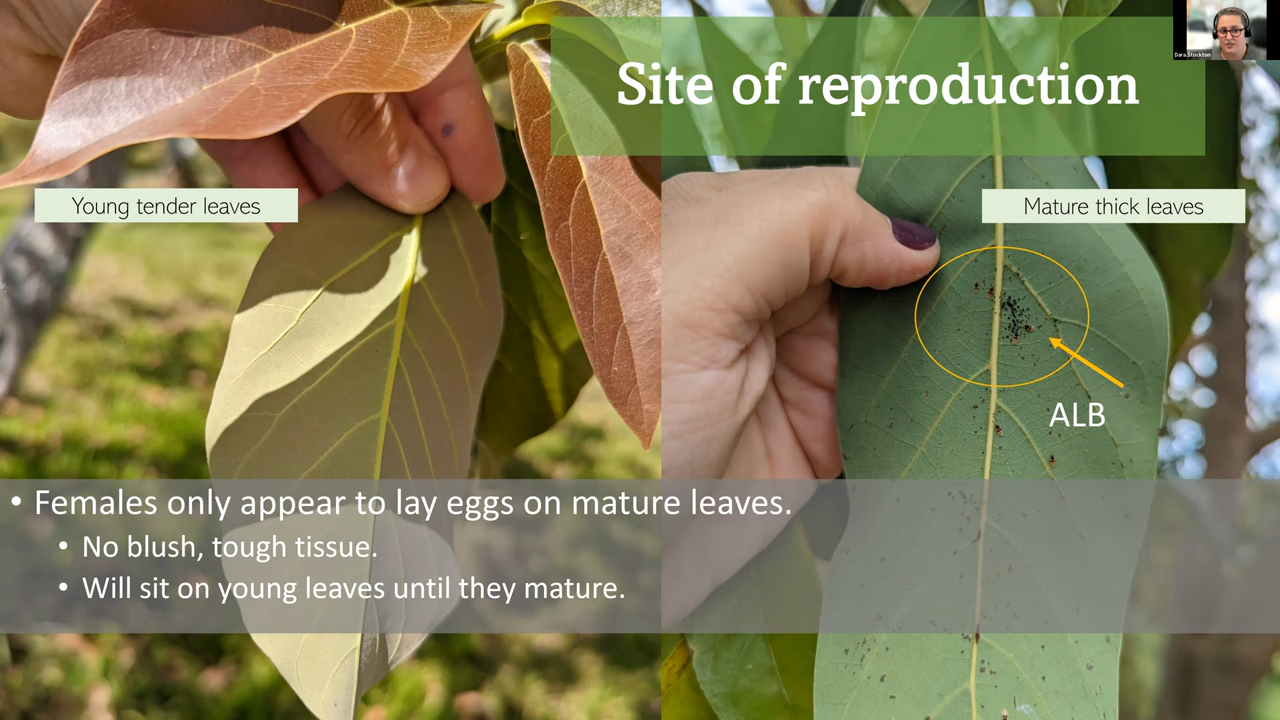 Site of reproduction
Dara Stockton
Young tender leaves
Mature thick leaves
ALB
• Females only appear to lay eggs on mature leaves.
• No blush, tough tissue.
• Will sit on young leaves until they mature.